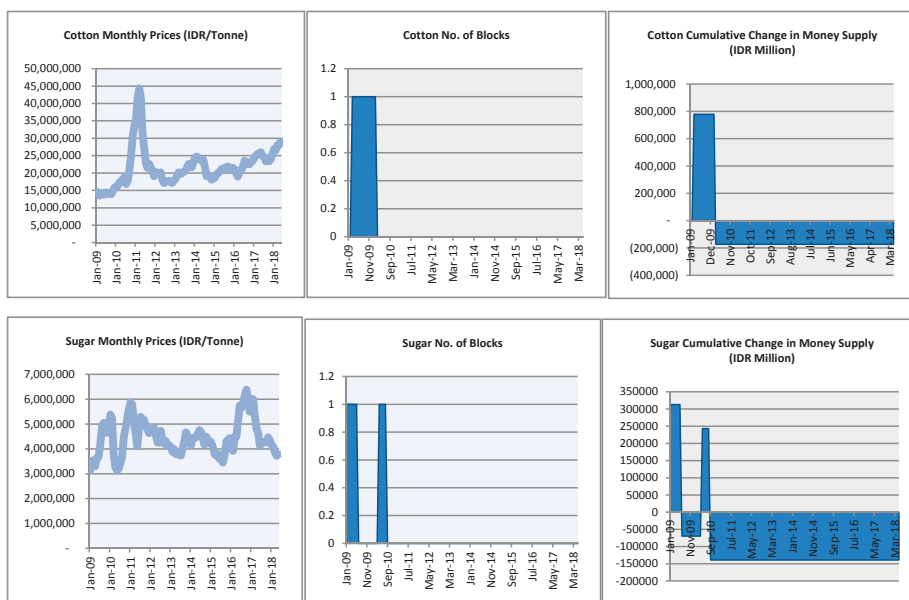 Cotton Monthly Prices (IDR/Tonne)
50,000,000
45,000,000
40,000,000
35,000,000
30,000,000
25,000,000
20,000,000
15,000,000
10,000,000
5,000,000
-
Jan-09
Jan-10
Jan-11
Jan-12
Jan-13
Jan-14
Jan-15
Jan-16
Jan-17
Jan-18
Cotton No. of Blocks
1.2
1
0.8
0.6
0.4
0.2
0
Jan-09
Nov-09
Sep-10
Jul-11
May-12
Mar-13
Jan-14
Nov-14
Sep-15
Jul-16
May-17
Mar-18
Cotton Cumulative Change in Money Supply
(IDR Million)
1,000,000
800,000
600,000
400,000
200,000
-
(200,000)
(400,000)
Jan-09
Dec-09
Nov-10
Oct-11
Sep-12
Aug-13
Jul-14
Jun-15
May-16
Apr-17
Mar-18
Sugar Monthly Prices (IDR/Tonne)
7,000,000
6,000,000
5,000,000
4,000,000
3,000,000
2,000,000
1,000,000
-
Jan-09
Jan-10
Jan-11
Jan-12
Jan-13
Jan-14
Jan-15
Jan-16
Jan-17
Jan-18
Sugar No. of Blocks
1.2
1
0.8
0.6
0.4
0.2
0
Jan-09
Nov-09
Sep-10
Jul-11
May-12
Mar-13
Jan-14
Nov-14
Sep-15
Jul-16
May-17
Mar-18
Sugar Cumulative Change in Money Supply
(IDR Million)
350000
300000
250000
200000
150000
100000
50000
0
-50000
-100000
-150000
-200000
Jan-09
Nov-09
Sep-10
Jul-11
May-12
Mar-13
Jan-14
Nov-14
Sep-15
Jul-16
May-17
Mar-18